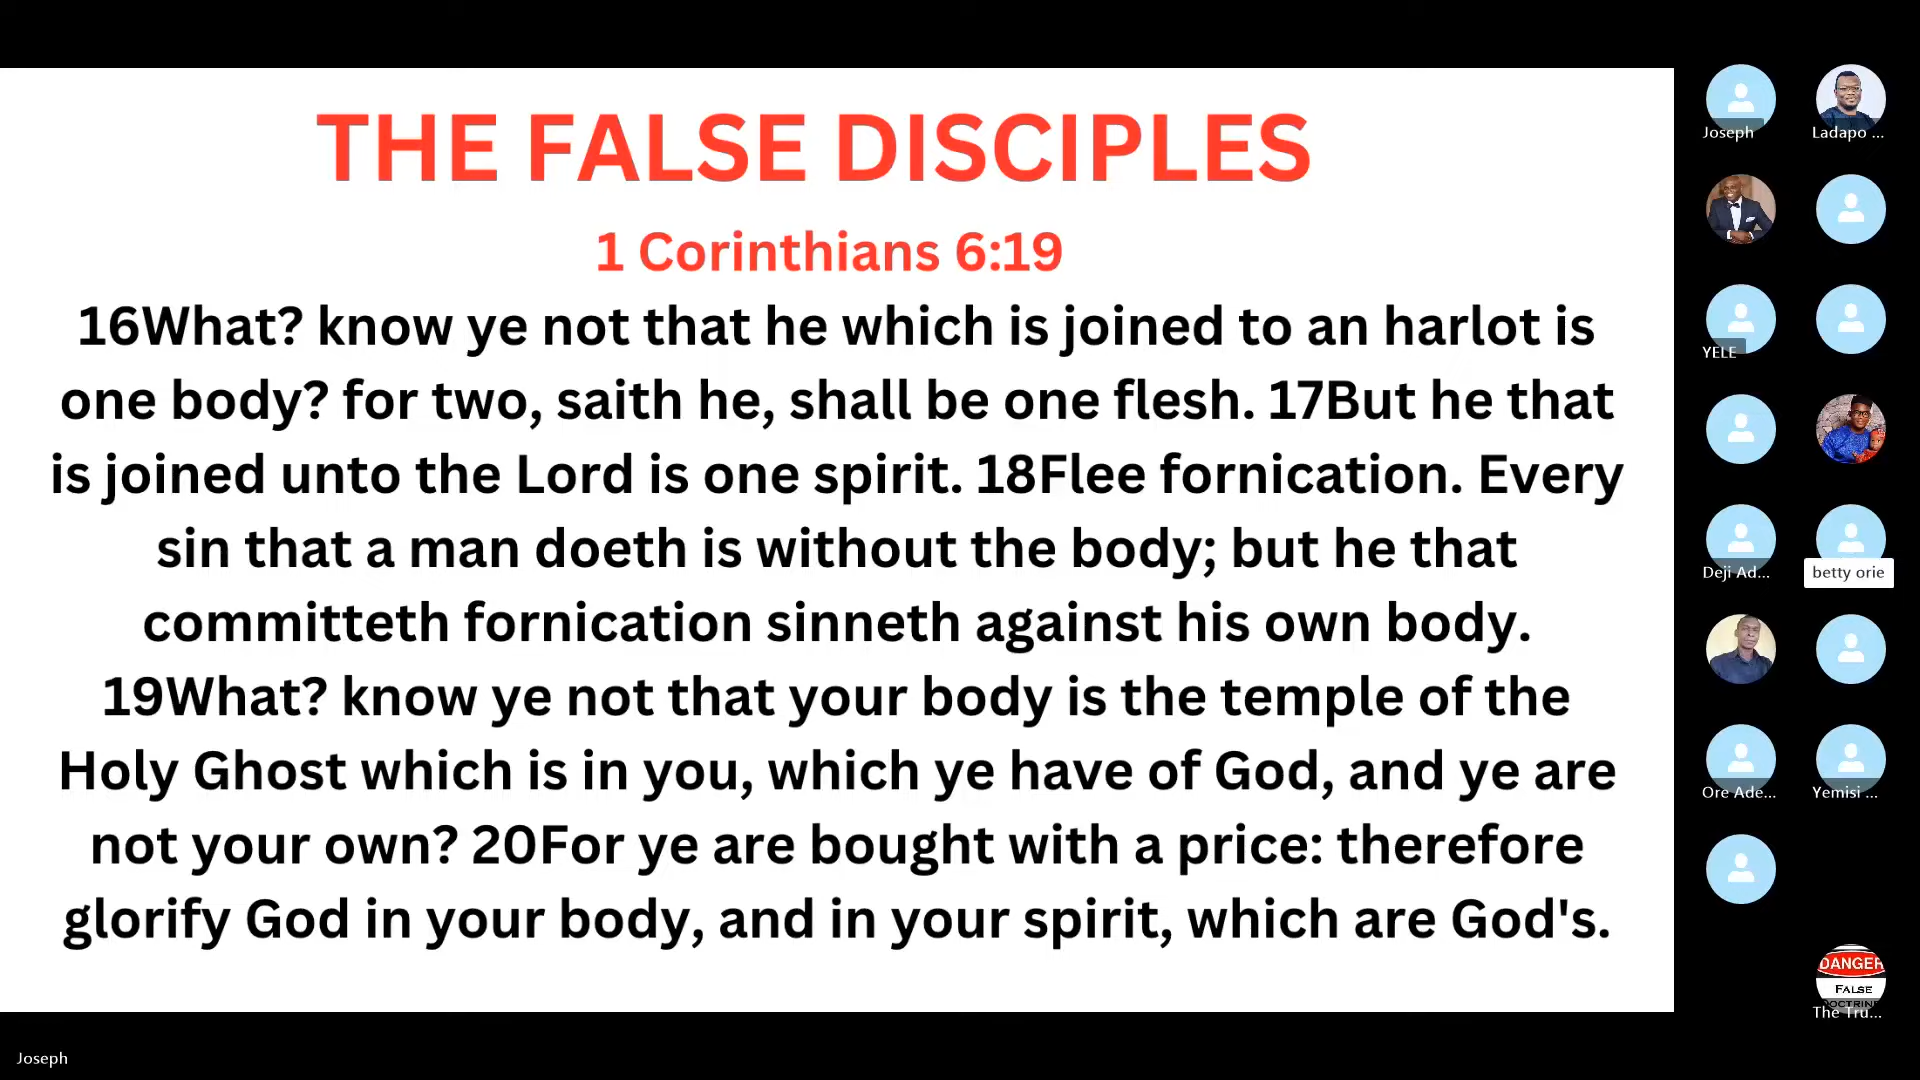 THE FALSE DISCIPLES
1 Corinthians 6:19
16What? know ye not that he which is joined to an harlot is
one body? for two, saith he, shall be one flesh. 17But he that
is joined unto the Lord is one spirit. 18Flee fornication. Every
sin that a man doeth is without the body; but he that
committeth fornication sinneth against his own body.
19What? know ye not that your body is the temple of the
Holy Ghost which is in you, which ye have of God, and ye are
not your own? 20For ye are bought with a price: therefore
glorify God in your body, and in your spirit, which are God's.
Joseph
Ladapo ...
YELE
Deji Ad...
betty orie
Ore Ade...
Yemisi ...
DANGER
FALSE
DOCTRINE
The Tru...
Joseph